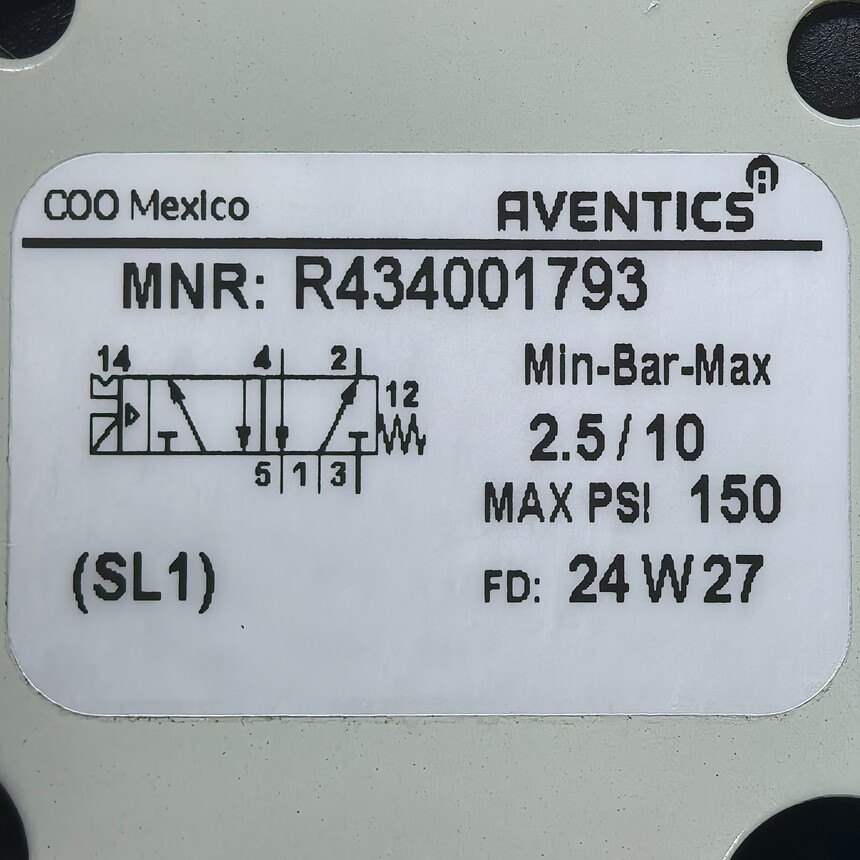 COO Mexico AVENTICS
MNR: R434001793
14 4 2 12
5 1 3
Min-Bar-Max
2.5 / 10
MAX PSI 150
(SL1)
FD: 24 W 27